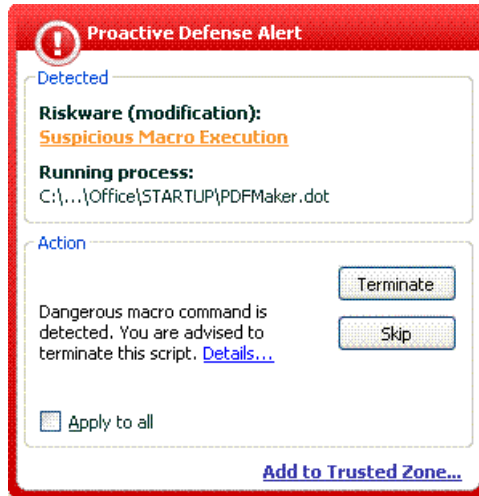 Proactive Defense Alert
Detected
Riskware (modification):
Suspicious Macro Execution
Running process:
C:\...\Office\STARTUP\PDFMaker.dot
Action
Terminate
Dangerous macro command is
detected. You are advised to
terminate this script. Details...
Skip
Apply to all
Add to Trusted Zone...